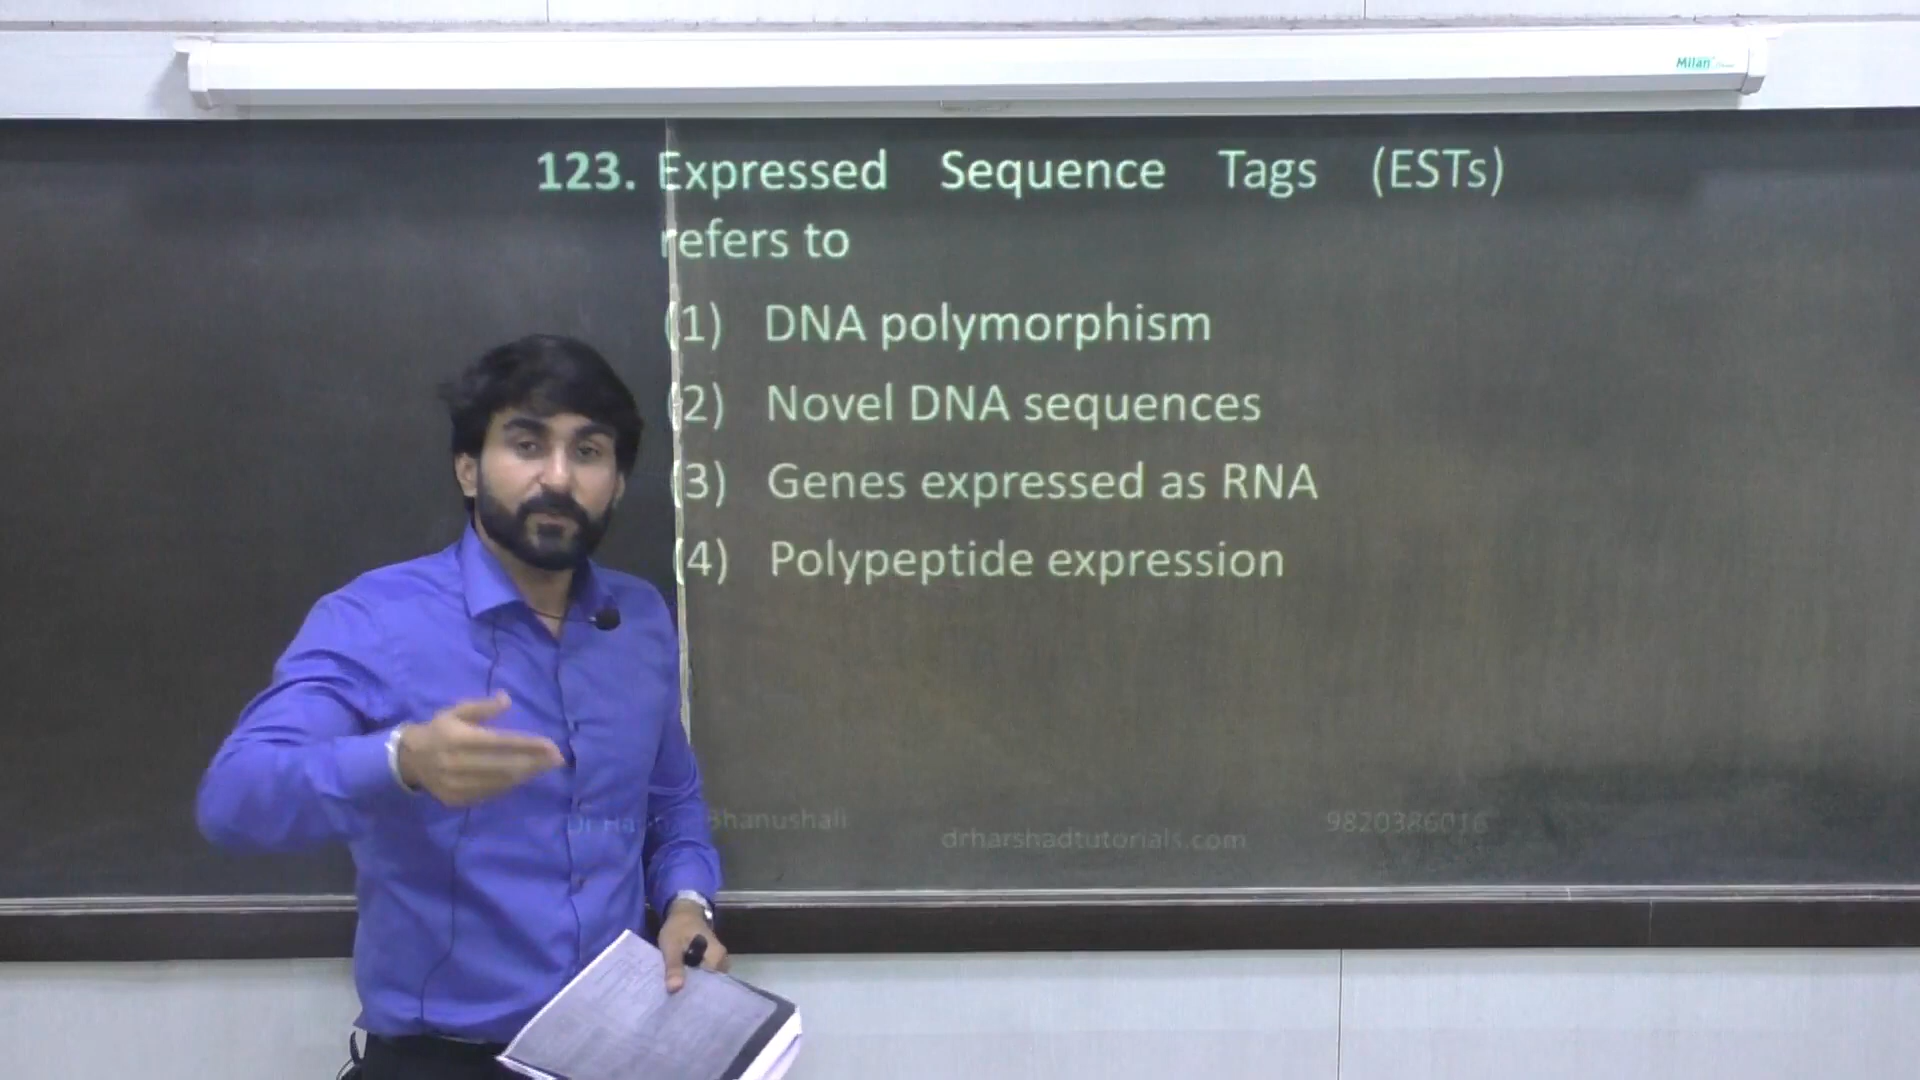 Milan
123. Expressed Sequence Tags (ESTs)
refers to
(1) DNA polymorphism
(2) Novel DNA sequences
(3) Genes expressed as RNA
(4) Polypeptide expression
Dr Bhanushali
drharshadtutorials.com
9820386016